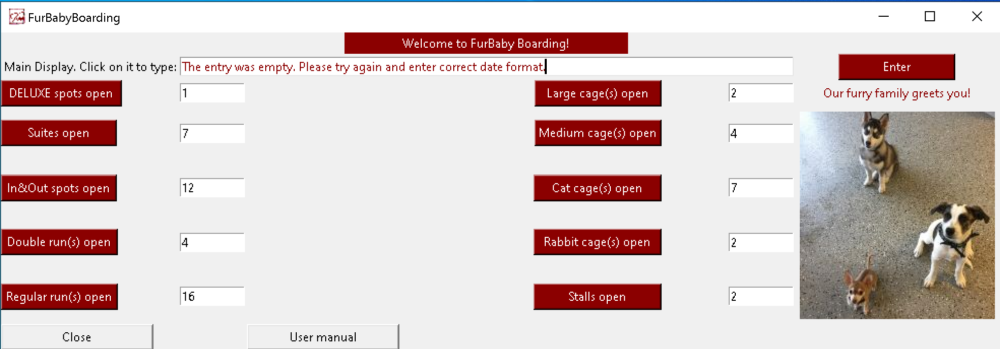 FurBabyBoarding
Welcome to FurBaby Boarding!
Main Display. Click on it to type: The entry was empty. Please try again and enter correct date format.
Enter
DELUXE spots open 1 Large cage(s) open 2
Our furry family greets you!
Suites open 7 Medium cage(s) open 4
In&Out spots open 12 Cat cage(s) open 7
Double run(s) open 4 Rabbit cage(s) open 2
Regular run(s) open 16 Stalls open 2
Close User manual